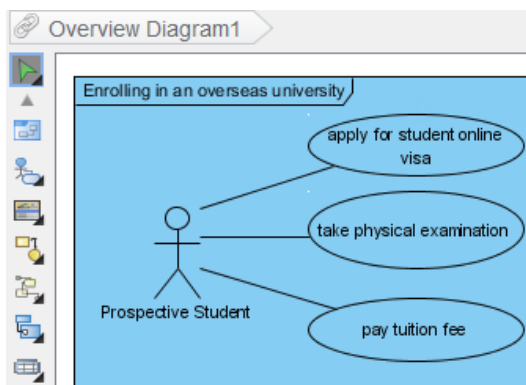 Overview Diagram1
Enrolling in an overseas university
apply for student online
visa
take physical examination
Prospective Student
pay tuition fee